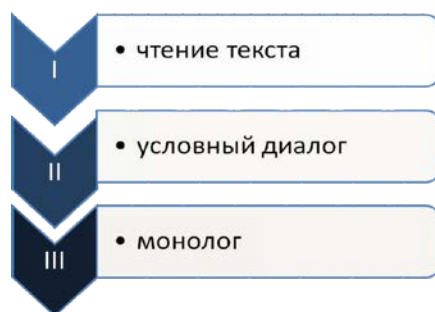 I
• чтение текста
II
• условный диалог
III
• монолог